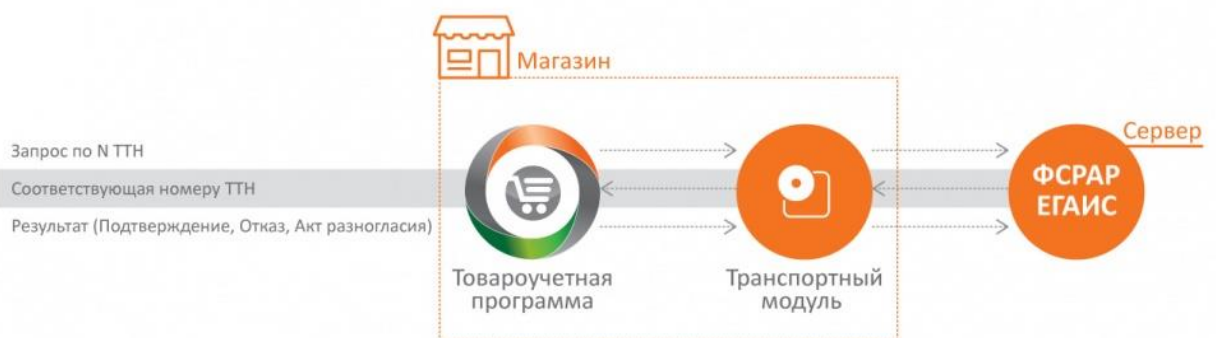 Магазин
Сервер
Запрос по N ТТН
Соответствующая номеру ТТН
Результат (Подтверждение, Отказ, Акт разногласия)
ФСРАР
ЕГАИС
Товароучетная
программа
Транспортный
модуль